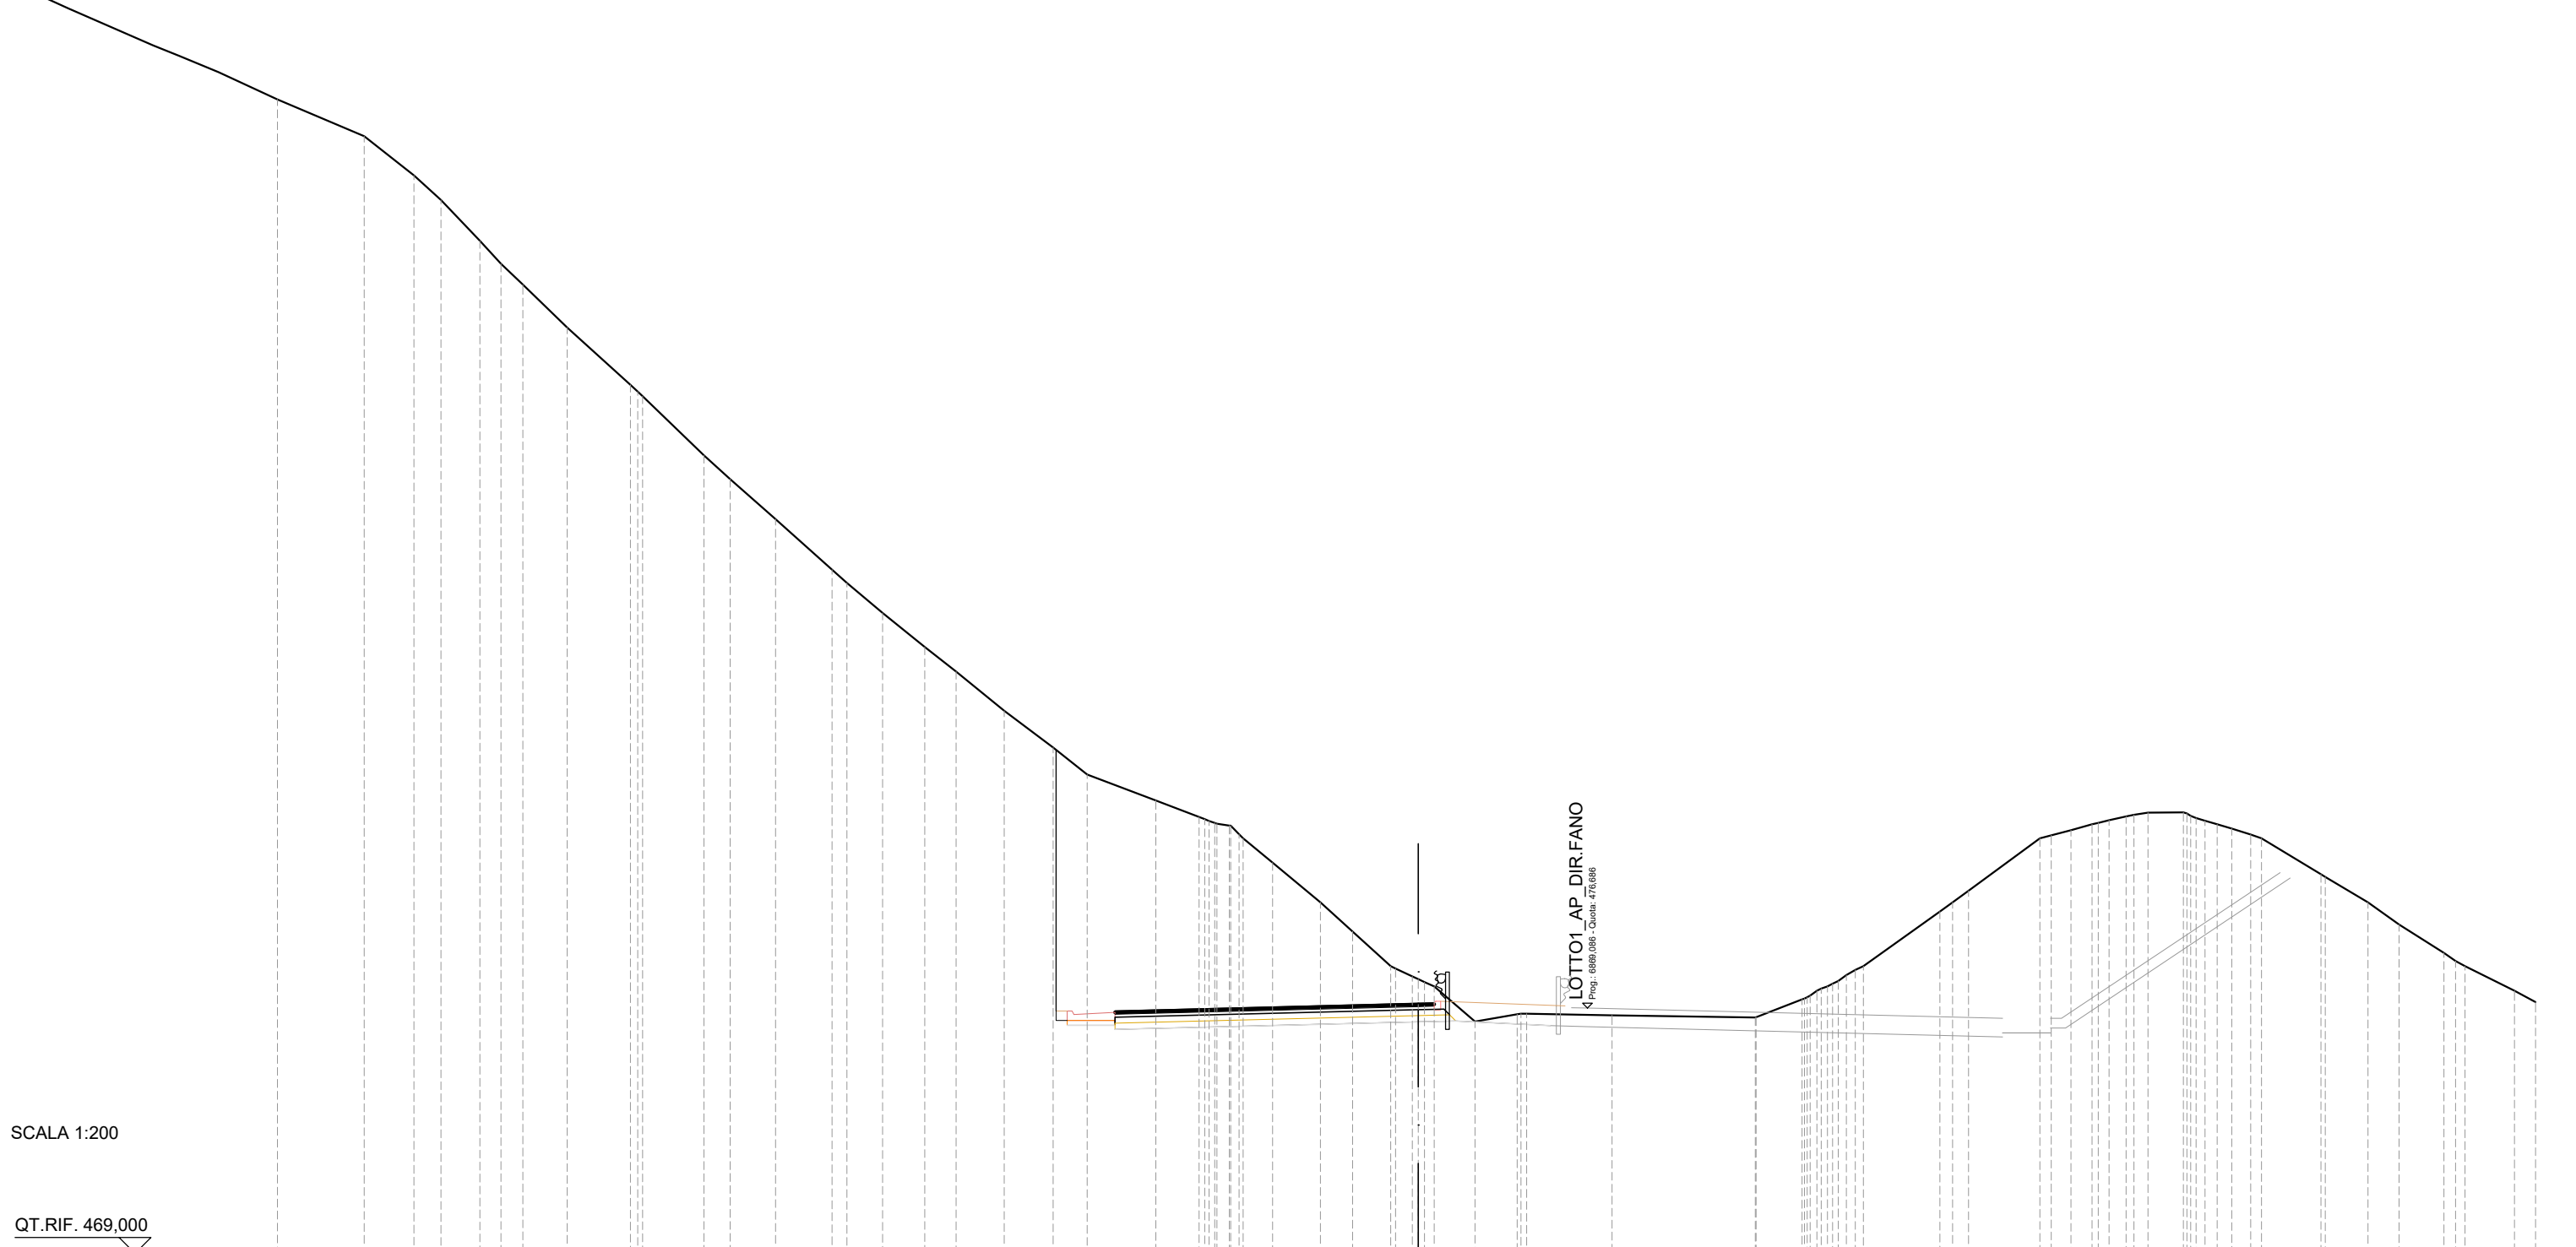 LOTTO1_AP_DIR.FANO
Prog.: 6869,086 - Quota: 476,686
SCALA 1:200
QT.RIF. 469,000